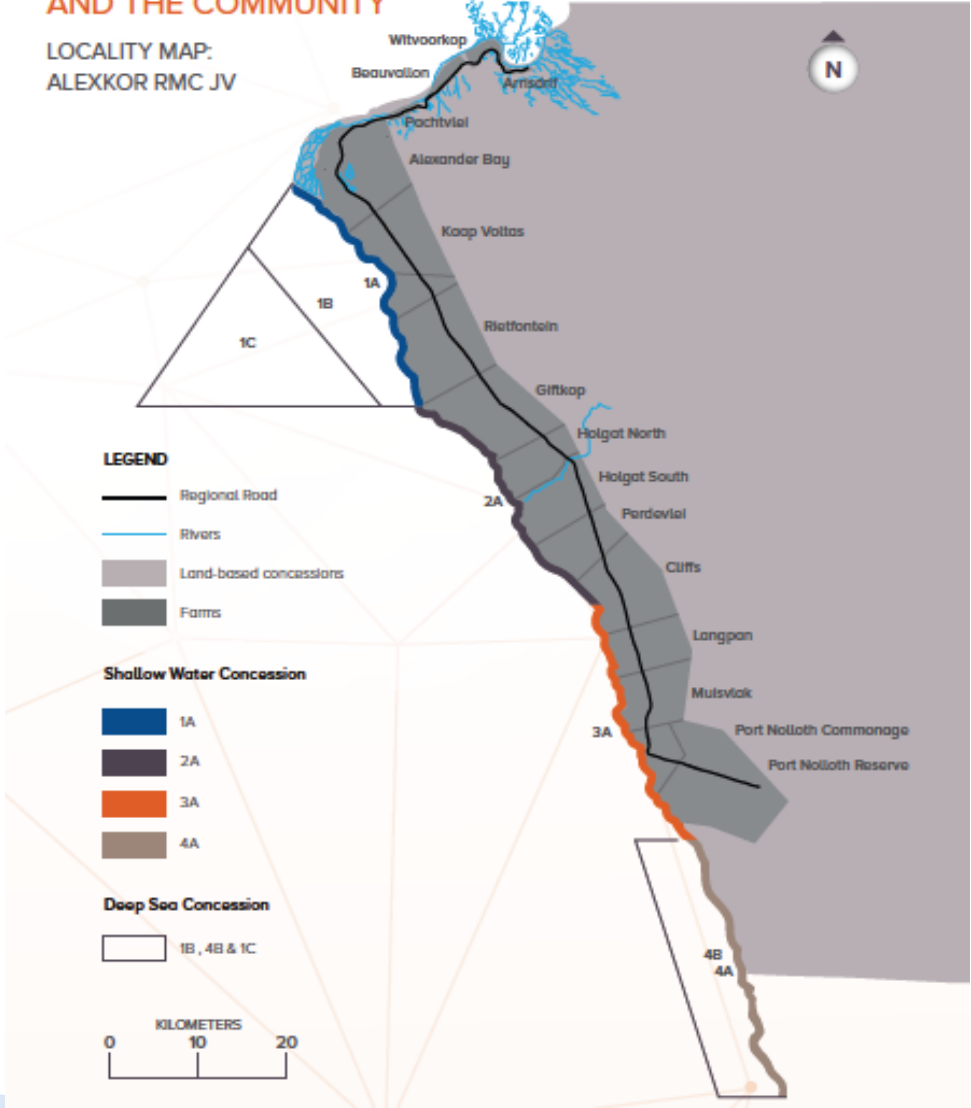 AND THE COMMUNITY
LOCALITY MAP:
ALEXKOR RMC JV
N
Witvoorkop
Beauvallon
Arrisdrif
Pachtvlei
Alexander Bay
Kaap Voltas
1A
1B
1C
Rietfontein
Giftkop
Holgat North
Holgat South
2A
Perdevlei
Cliffs
Langpan
Muisvlak
3A
Port Nolloth Commonage
Port Nolloth Reserve
4B
4A
LEGEND
Regional Road
Rivers
Land-based concessions
Farms
Shallow Water Concession
1A
2A
3A
4A
Deep Sea Concession
1B , 4B & 1C
KILOMETERS
0 10 20